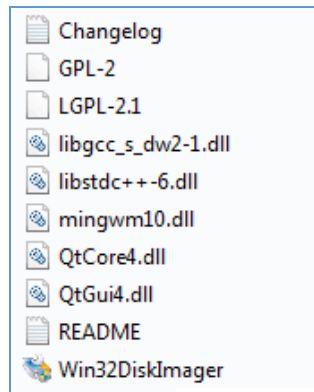 Changelog
GPL-2
LGPL-2.1
libgcc_s_dw2-1.dll
libstdc++-6.dll
mingwm10.dll
QtCore4.dll
QtGui4.dll
README
Win32DiskImager